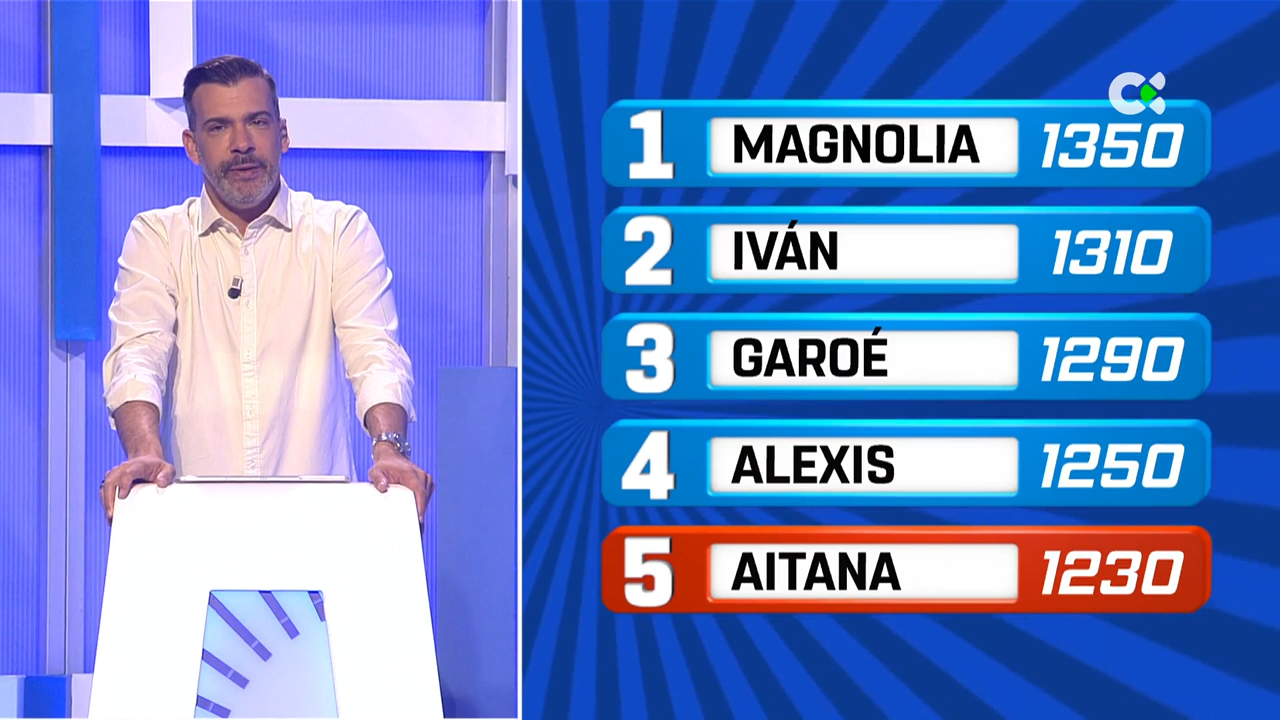 1 MAGNOLIA 1350
2 IVÁN 1310
3 GAROÉ 1290
4 ALEXIS 1250
5 AITANA 1230